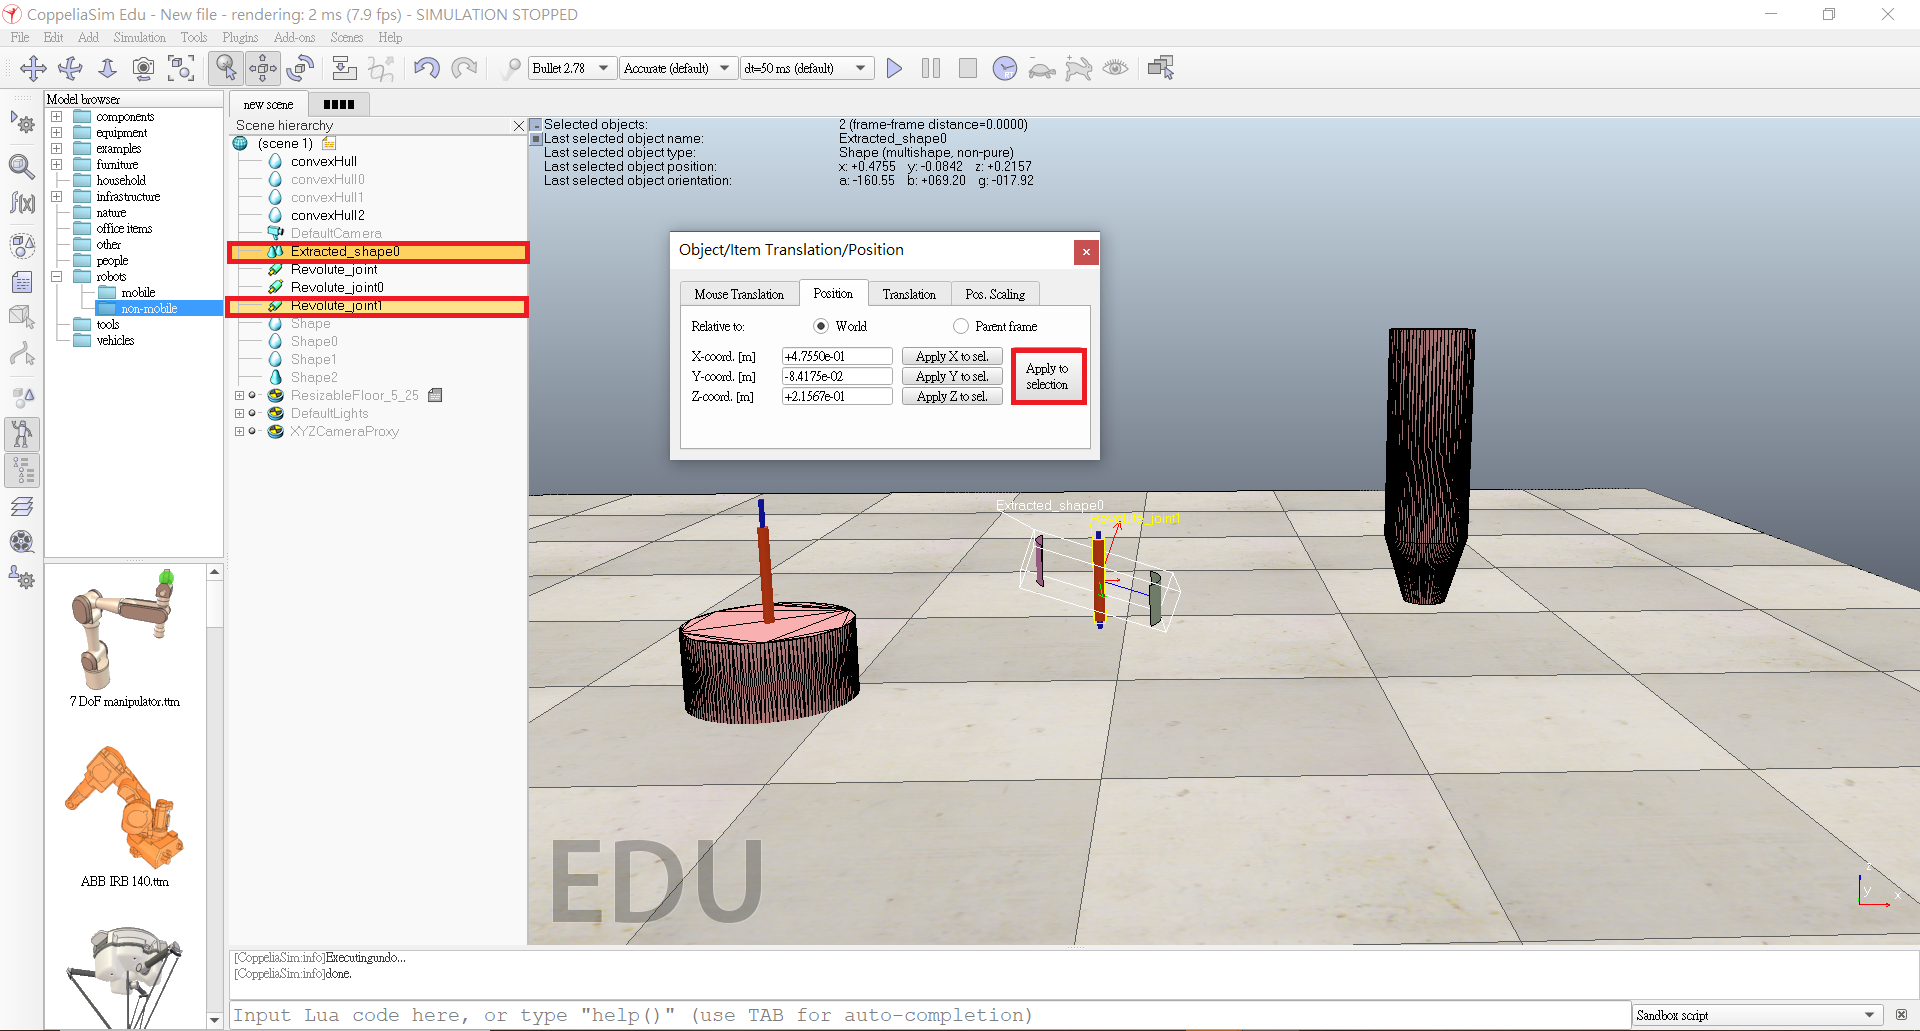 CoppeliaSim Edu - New file - rendering: 2 ms (7.9 fps) - SIMULATION STOPPED
File Edit Add Simulation Tools Plugins Add-ons Scenes Help
Bullet 2.78 Accurate (default) dt=50 ms (default)
RT
Model browser
components
equipment
examples
furniture
household
infrastructure
nature
office items
other
people
robots
mobile
non-mobile
tools
vehicles
7 DoF manipulator.ttm
ABB IRB 140.ttm
new scene
Scene hierarchy
(scene 1)
convexHull
convexHull0
convexHull1
convexHull2
DefaultCamera
Extracted_shape0
Revolute_joint
Revolute_joint0
Revolute_joint1
Shape
Shape0
Shape1
Shape2
ResizableFloor_5_25
DefaultLights
XYZCameraProxy
Selected objects: 2 (frame-frame distance=0.0000)
Last selected object name: Extracted_shape0
Last selected object type: Shape (multishape, non-pure)
Last selected object position: x: +0.4755 y: -0.0842 z: +0.2157
Last selected object orientation: a: -160.55 b: +069.20 g: -017.92
Object/Item Translation/Position
Mouse Translation Position Translation Pos. Scaling
Relative to: World Parent frame
X-coord. [m] +4.7550e-01 Apply X to sel.
Y-coord. [m] -8.4175e-02 Apply Y to sel.
Z-coord. [m] +2.1567e-01 Apply Z to sel.
Apply to
selection
Extracted_shape0
Revolute_joint1
EDU
z
y
x
[CoppeliaSim:info]Executingundo...
[CoppeliaSim:info]done.
Input Lua code here, or type "help()" (use TAB for auto-completion)
Sandbox script